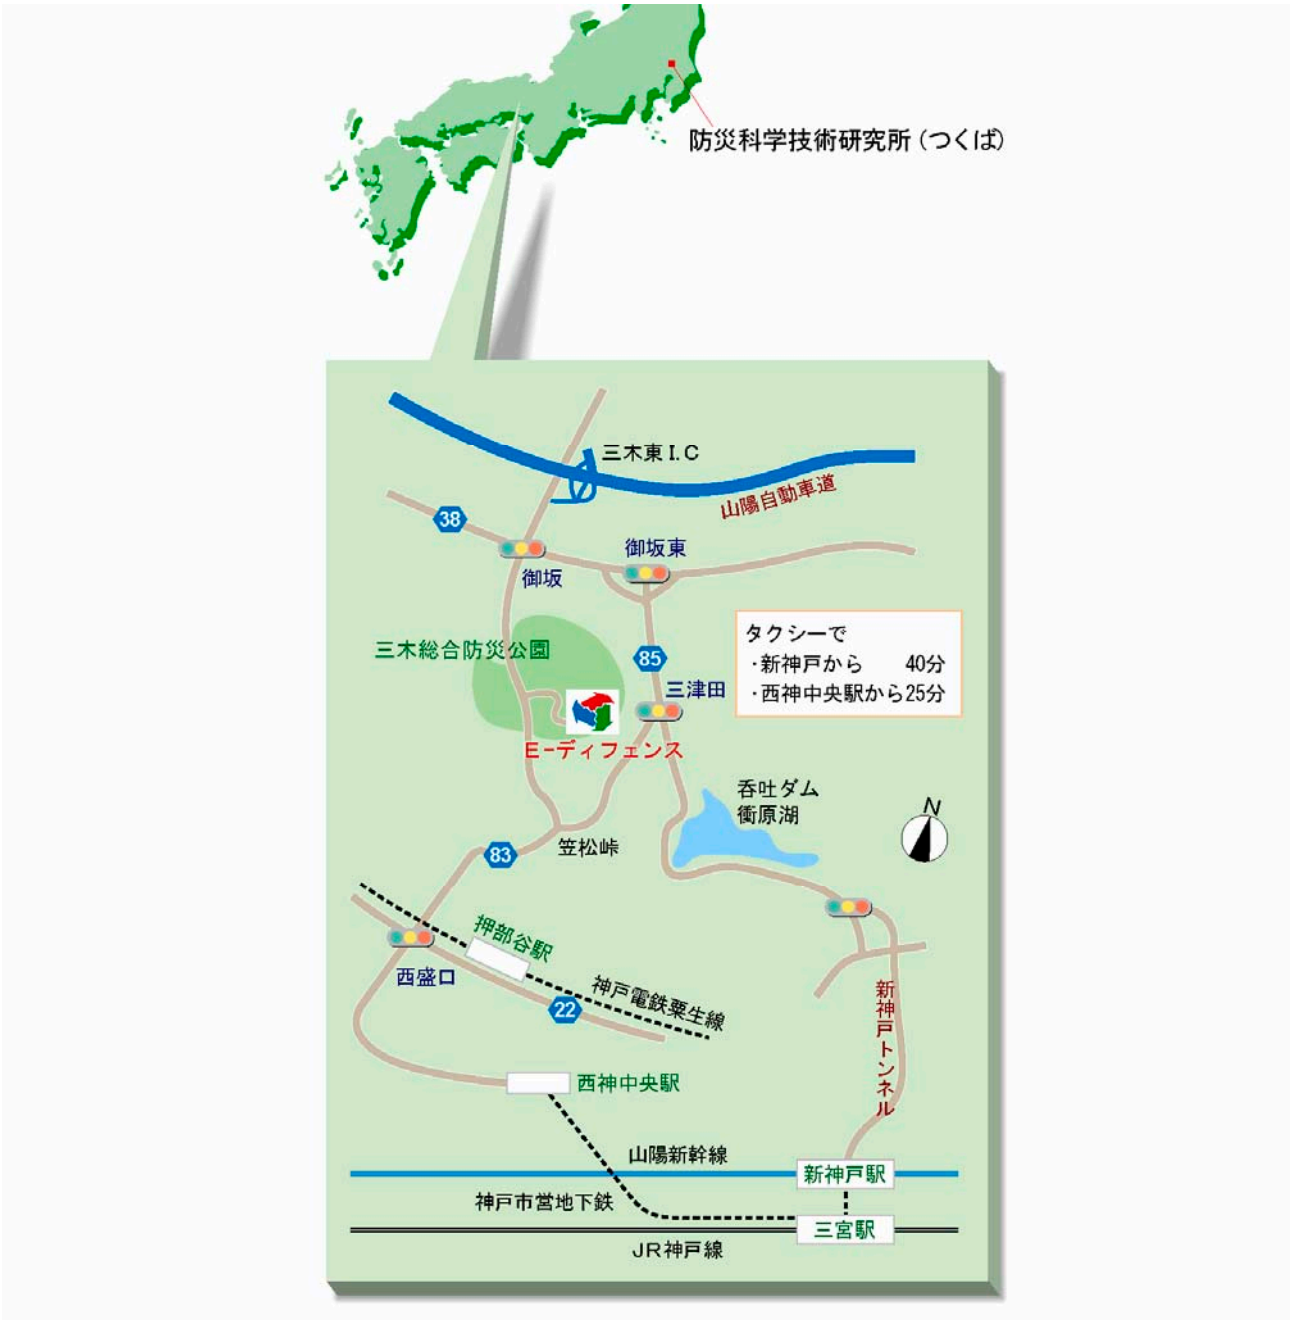 防災科学技術研究所（つくば）
三木東I.C
山陽自動車道
38
御坂東
御坂
三木総合防災公園
85
タクシーで
・新神戸から 40分
・西神中央駅から25分
三津田
E-ディフェンス
呑吐ダム
衝原湖
N
笠松峠
83
押部谷駅
西盛口
神戸電鉄粟生線
22
新神戸トンネル
西神中央駅
山陽新幹線
新神戸駅
神戸市営地下鉄
三宮駅
JR神戸線